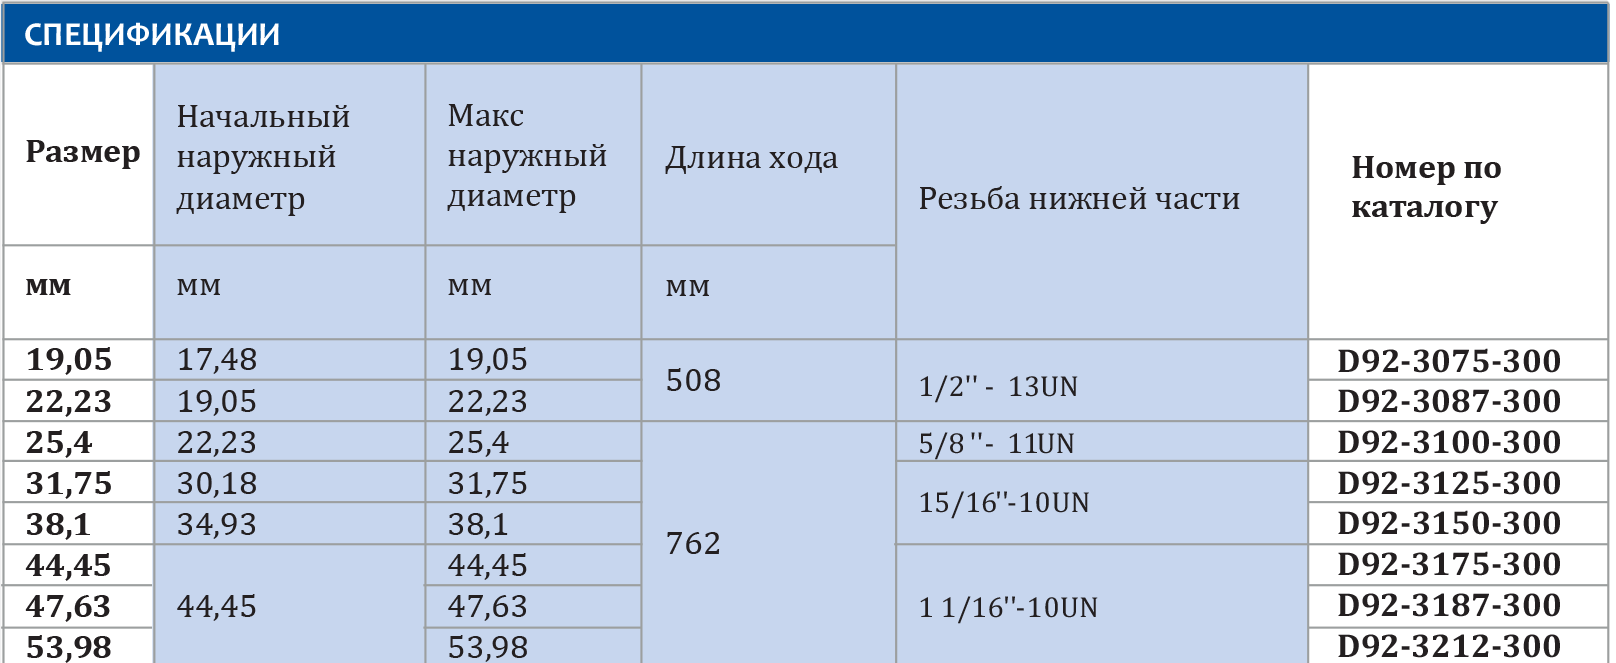 СПЕЦИФИКАЦИИ
Размер
Начальный
наружный
диаметр
Макс
наружный
диаметр
Длина хода
Резьба нижней части
Номер по
каталогу
мм мм мм мм
19,05 17,48 19,05 508 1/2" - 13UN D92-3075-300
22,23 19,05 22,23 D92-3087-300
25,4 22,23 25,4 762 5/8 "- 11UN D92-3100-300
31,75 30,18 31,75 15/16"-10UN D92-3125-300
38,1 34,93 38,1 D92-3150-300
44,45 44,45 44,45 1 1/16"-10UN D92-3175-300
47,63 47,63 D92-3187-300
53,98 53,98 D92-3212-300